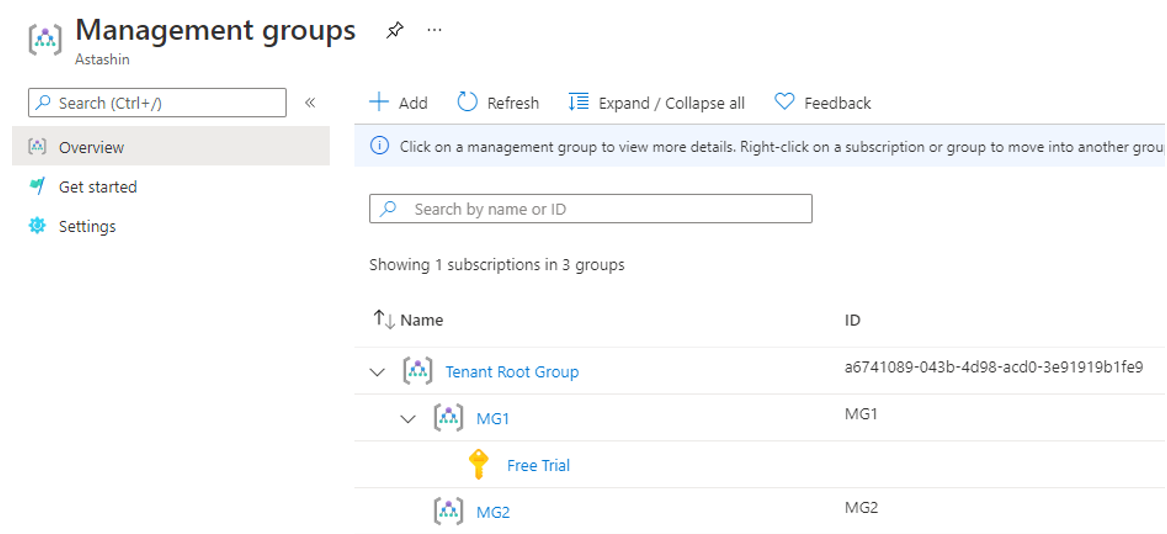 Management groups ...
Astashin
Search (Ctrl+/)
Overview
Get started
Settings
Add Refresh Expand / Collapse all Feedback
Click on a management group to view more details. Right-click on a subscription or group to move into another grou
Search by name or ID
Showing 1 subscriptions in 3 groups
Name ID
Tenant Root Group a6741089-043b-4d98-acd0-3e91919b1fe9
MG1 MG1
Free Trial
MG2 MG2